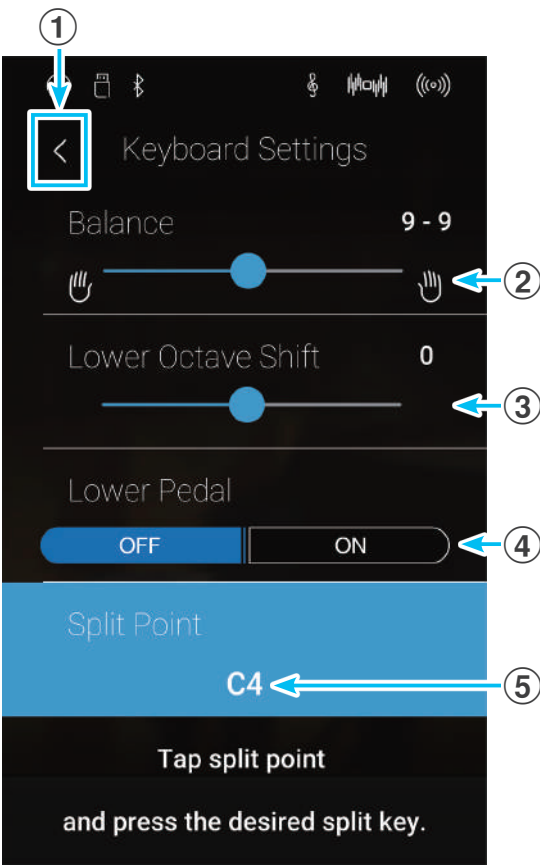 ①
Keyboard Settings
Balance 9 - 9
②
Lower Octave Shift 0
③
Lower Pedal
OFF ON
④
Split Point
C4
⑤
Tap split point
and press the desired split key.